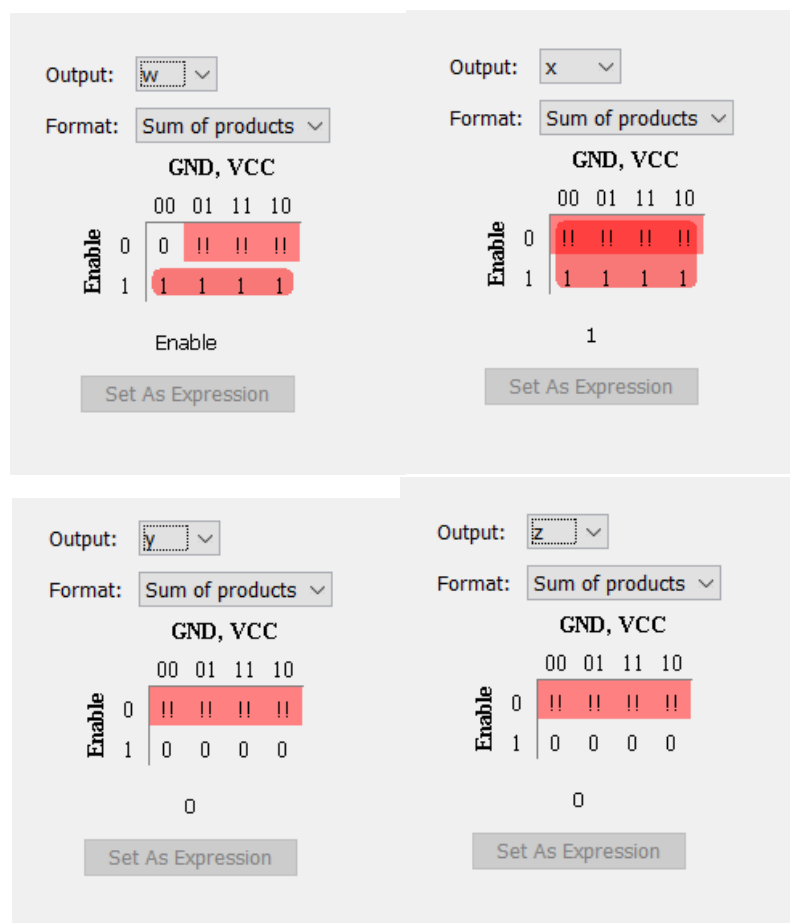 Output: w
Format: Sum of products
GND, VCC
00 01 11 10
Enable
0 0 !! !! !!
1 1 1 1 1
Enable
Set As Expression
Output: x
Format: Sum of products
GND, VCC
00 01 11 10
Enable
0 !! !! !! !!
1 1 1 1 1
1
Set As Expression
Output: y
Format: Sum of products
GND, VCC
00 01 11 10
Enable
0 !! !! !! !!
1 0 0 0 0
0
Set As Expression
Output: z
Format: Sum of products
GND, VCC
00 01 11 10
Enable
0 !! !! !! !!
1 0 0 0 0
0
Set As Expression